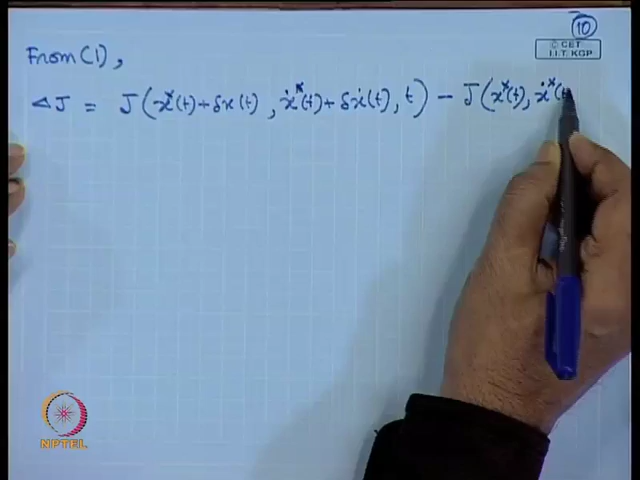 10
© CET
I.I.T. KGP
From (1),
ΔJ = J(x*(t)+δx(t), ẋ*(t)+δẋ(t), t) − J(x*(t), ẋ*(t
NPTEL